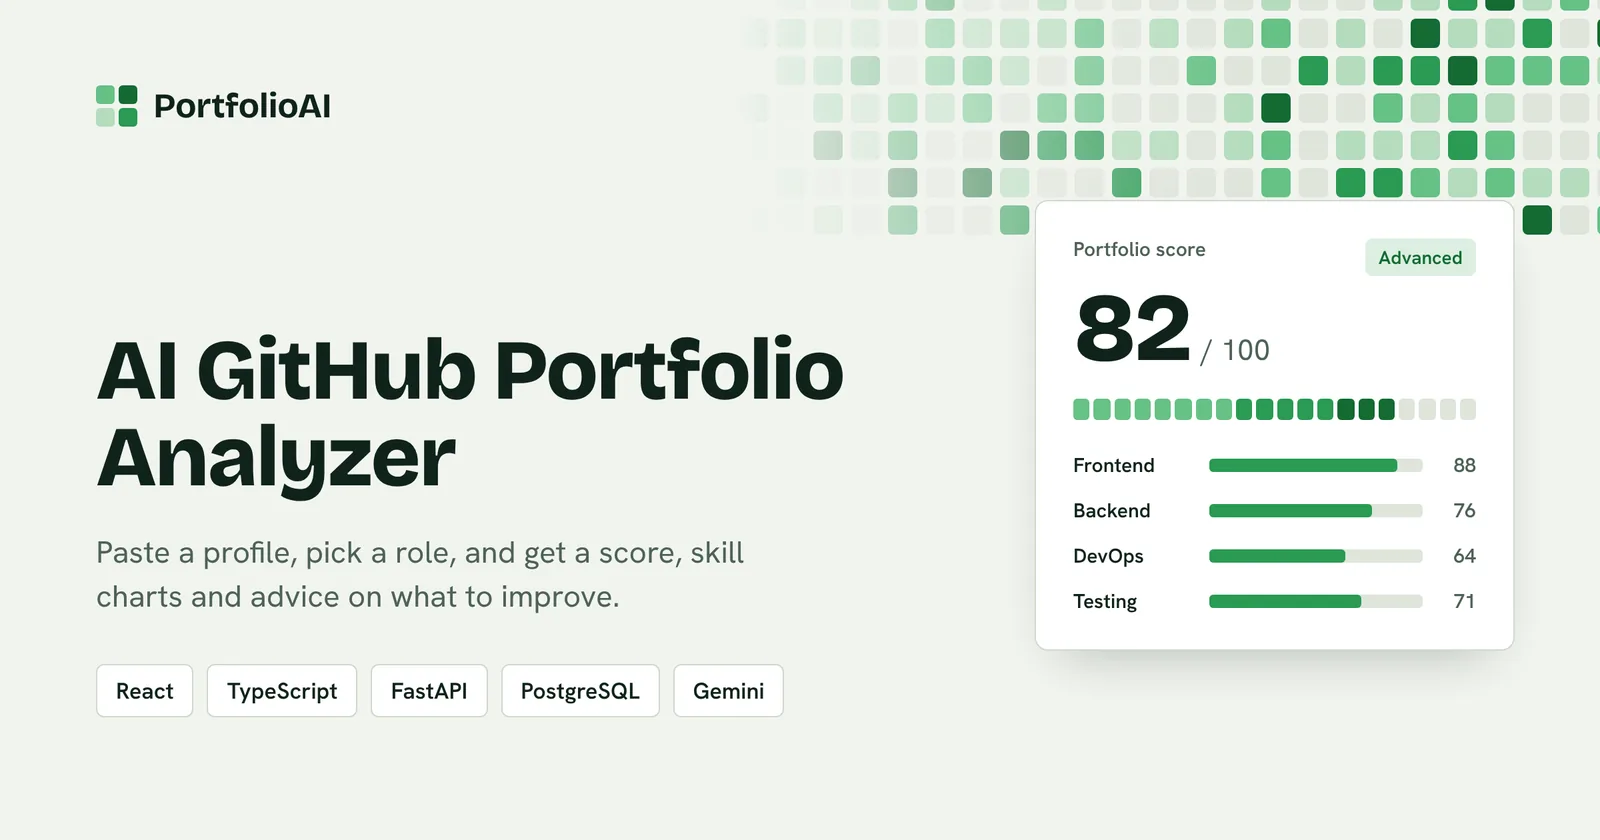 PortfolioAI
AI GitHub Portfolio
Analyzer
Paste a profile, pick a role, and get a score, skill
charts and advice on what to improve.
React
TypeScript
FastAPI
PostgreSQL
Gemini
Portfolio score
Advanced
82 / 100
Frontend 88
Backend 76
DevOps 64
Testing 71